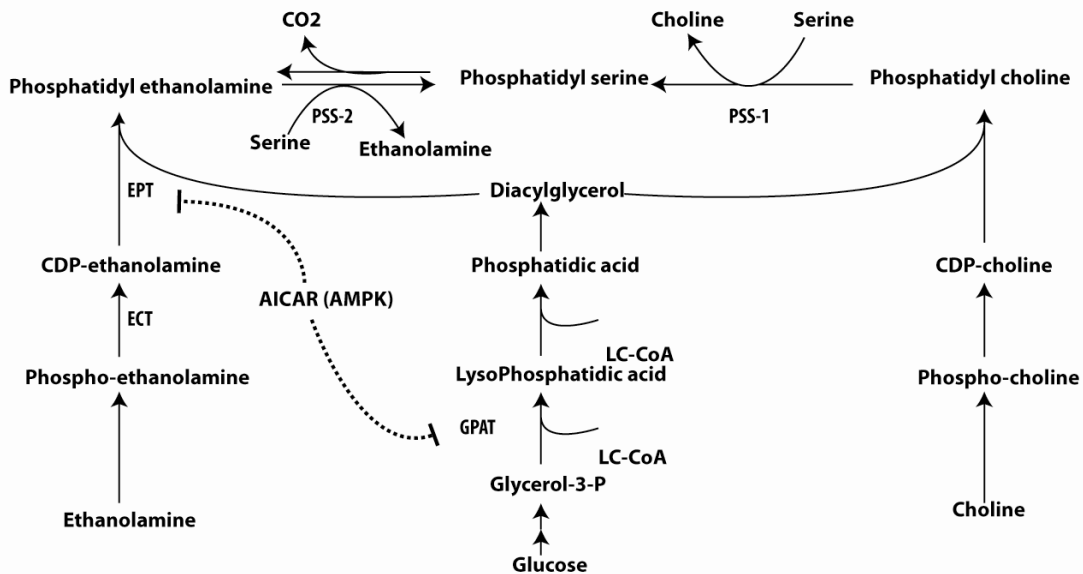 CO2
Choline
Serine
Phosphatidyl ethanolamine
Phosphatidyl serine
Phosphatidyl choline
PSS-2
PSS-1
Serine
Ethanolamine
EPT
Diacylglycerol
CDP-ethanolamine
Phosphatidic acid
CDP-choline
AICAR (AMPK)
ECT
LC-CoA
Phospho-ethanolamine
LysoPhosphatidic acid
Phospho-choline
GPAT
LC-CoA
Glycerol-3-P
Ethanolamine
Choline
Glucose